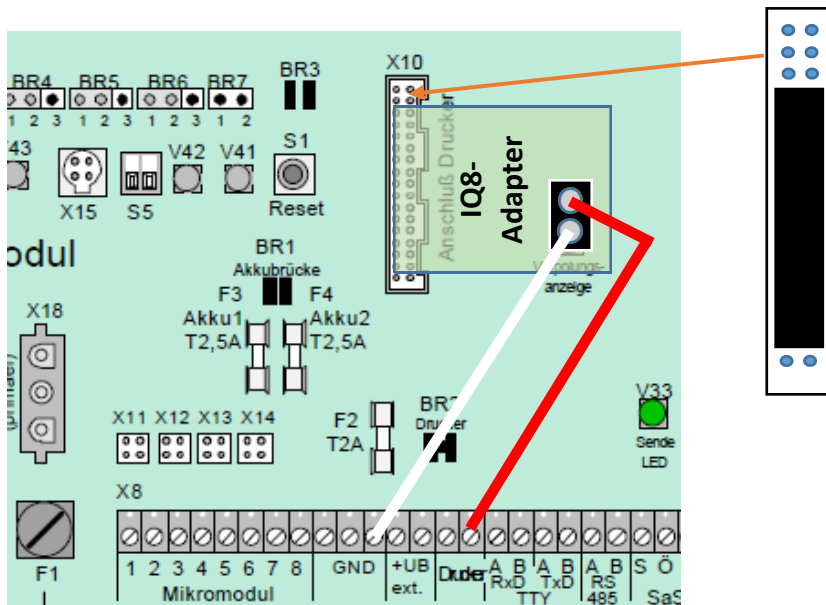 X10
BR3
BR4 BR5 BR6 BR7
1 2 3 1 2 3 1 2 3 1 2
43 V42 V41 S1
X15 S5 Reset
Anschluß Drucker
IQ8-
Adapter
odul
BR1
Akkubrücke
anzeige
F3 F4
X18
Akku1 Akku2
T2,5A T2,5A
X11 X12 X13 X14
F2
T2A
BR2
Drucker
V33
Sende
LED
X8
F1
1 2 3 4 5 6 7 8 GND +UB Drucker A B A B A B S Ö
ext. RxD TxD RS
Mikromodul TTY 485 SaS